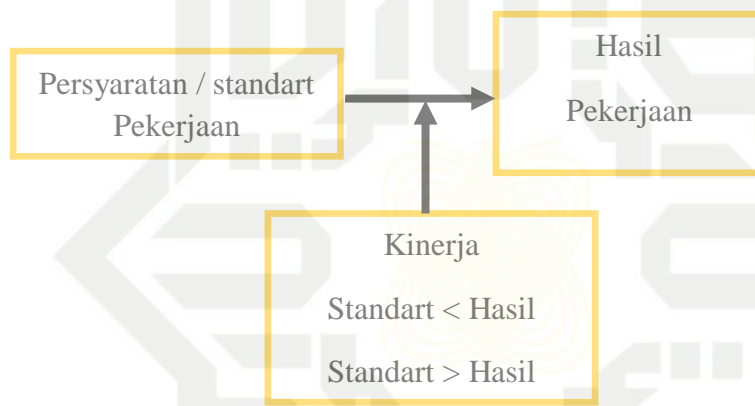 Persyaratan / standart
Pekerjaan
Hasil
Pekerjaan
Kinerja
Standart < Hasil
Standart > Hasil